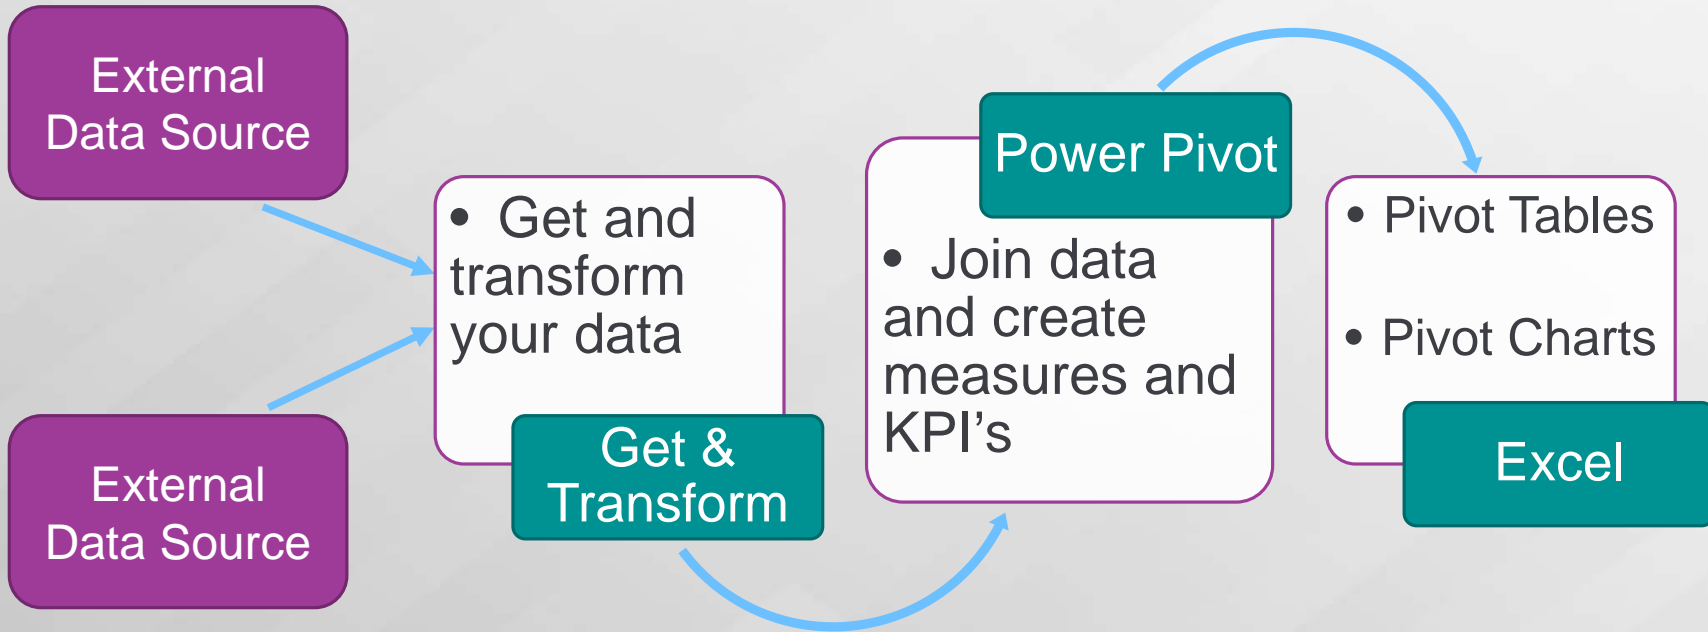 External
Data Source
External
Data Source
• Get and
transform
your data
Get &
Transform
Power Pivot
• Join data
and create
measures and
KPI’s
• Pivot Tables
• Pivot Charts
Excel